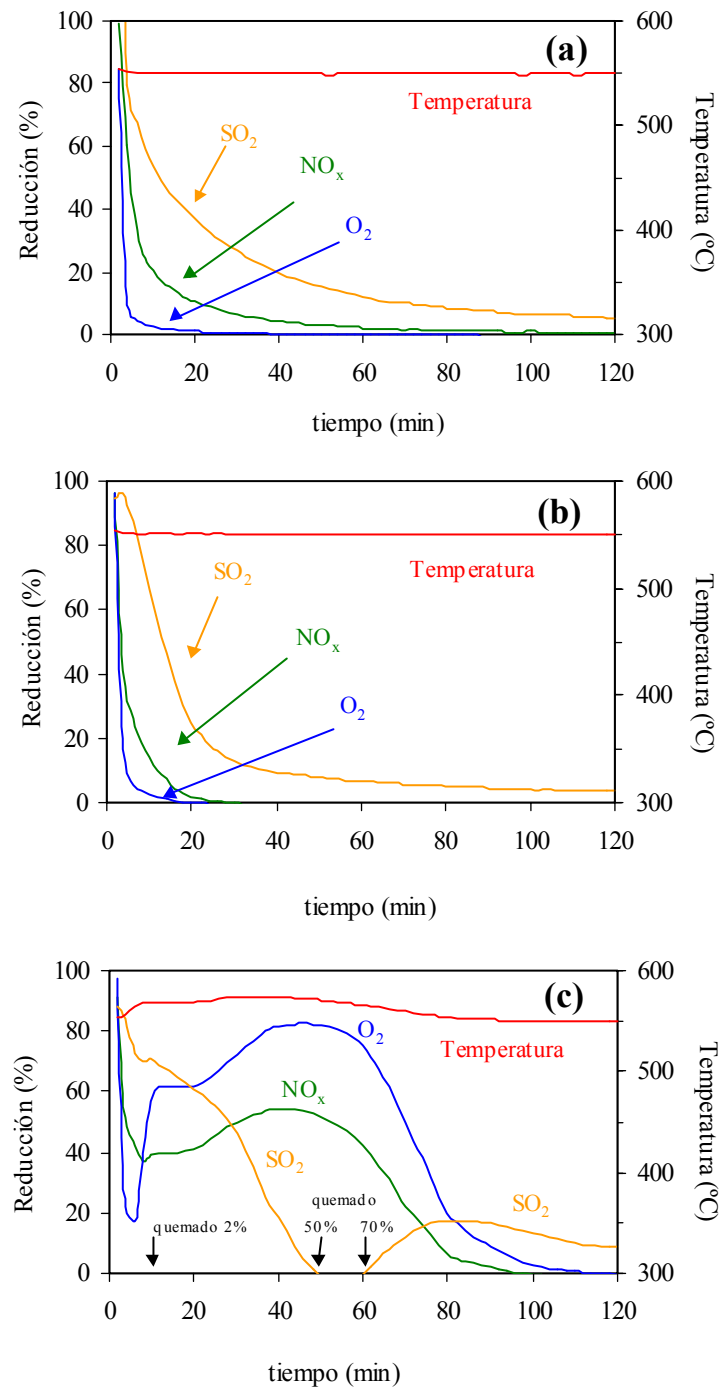 (a)
Reducción (%)
100
80
60
40
20
0
600
500
400
300
Temperatura (ºC)
Temperatura
SO2
NOx
O2
0 20 40 60 80 100 120
tiempo (min)
(b)
Reducción (%)
100
80
60
40
20
0
600
500
400
300
Temperatura (ºC)
Temperatura
SO2
NOx
O2
0 20 40 60 80 100 120
tiempo (min)
(c)
Reducción (%)
100
80
60
40
20
0
600
500
400
300
Temperatura (ºC)
O2
Temperatura
NOx
SO2
SO2
quemado
quemado 2% 50% 70%
0 20 40 60 80 100 120
tiempo (min)